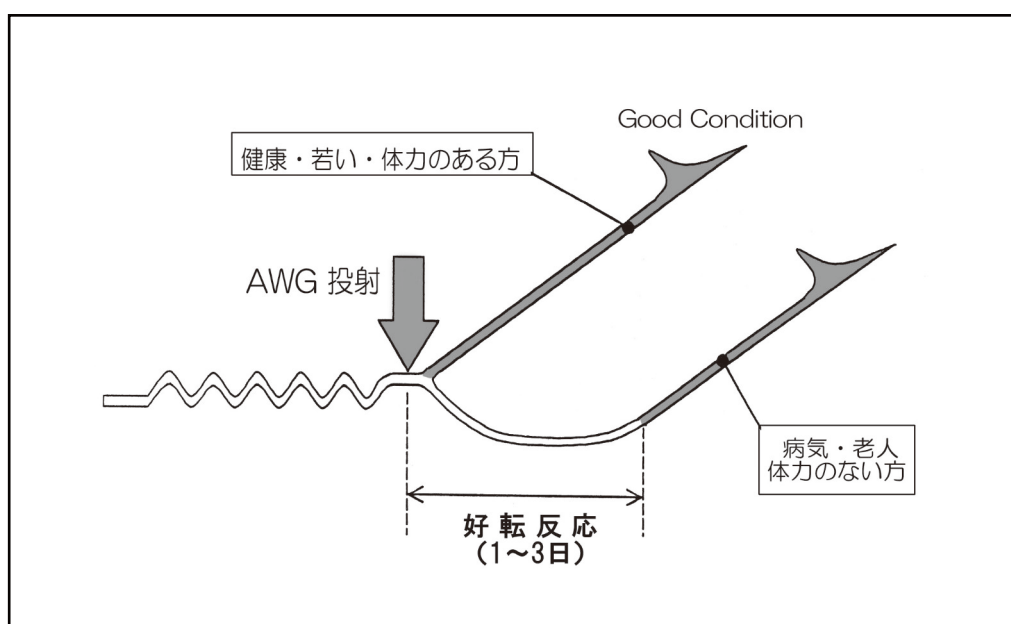 Good Condition
健康・若い・体力のある方
AWG 投射
病気・老人
体力のない方
好転反応
(1〜3日)